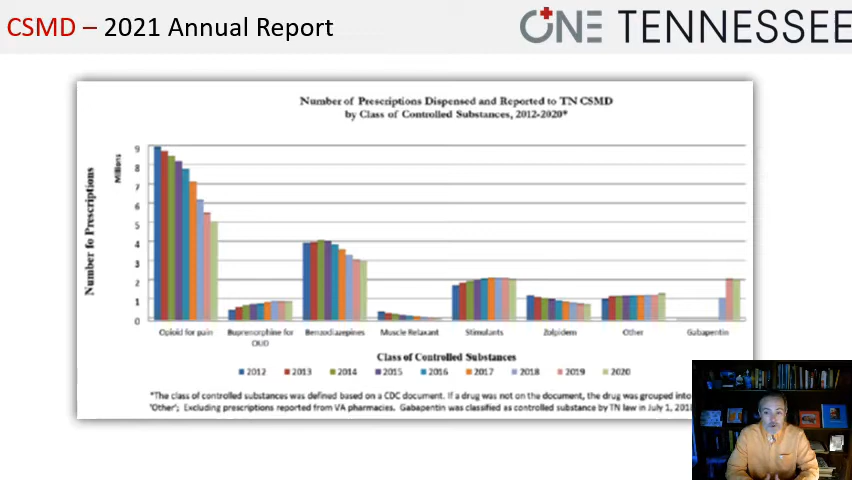 CSMD – 2021 Annual Report
ONE TENNESSEE
Number of Prescriptions Dispensed and Reported to TN CSMD
by Class of Controlled Substances, 2012-2020*
Number fo Prescriptions
Millions
9
8
7
6
5
4
3
2
1
0
Opioid for pain
Buprenorphine for OUD
Benzodiazepines
Muscle Relaxant
Stimulants
Zolpidem
Other
Gabapentin
Class of Controlled Substances
2012 2013 2014 2015 2016 2017 2018 2019 2020
*The class of controlled substances was defined based on a CDC document. If a drug was not on the document, the drug was grouped into
'Other'; Excluding prescriptions reported from VA pharmacies. Gabapentin was classified as controlled substance by TN law in July 1,